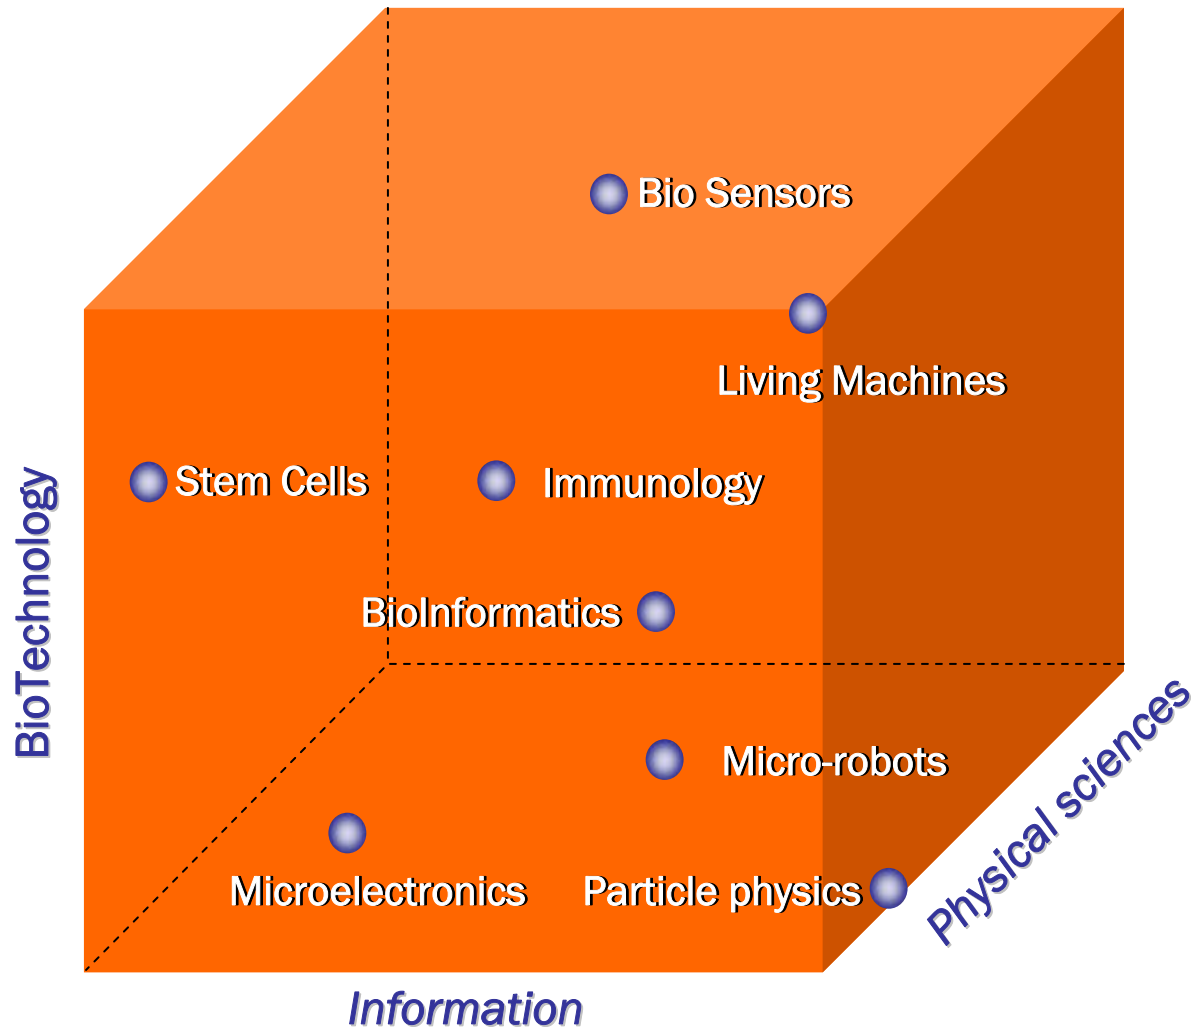 Bio Sensors
Living Machines
Stem Cells
Immunology
BioTechnology
BioInformatics
Micro-robots
Physical sciences
Microelectronics
Particle physics
Information